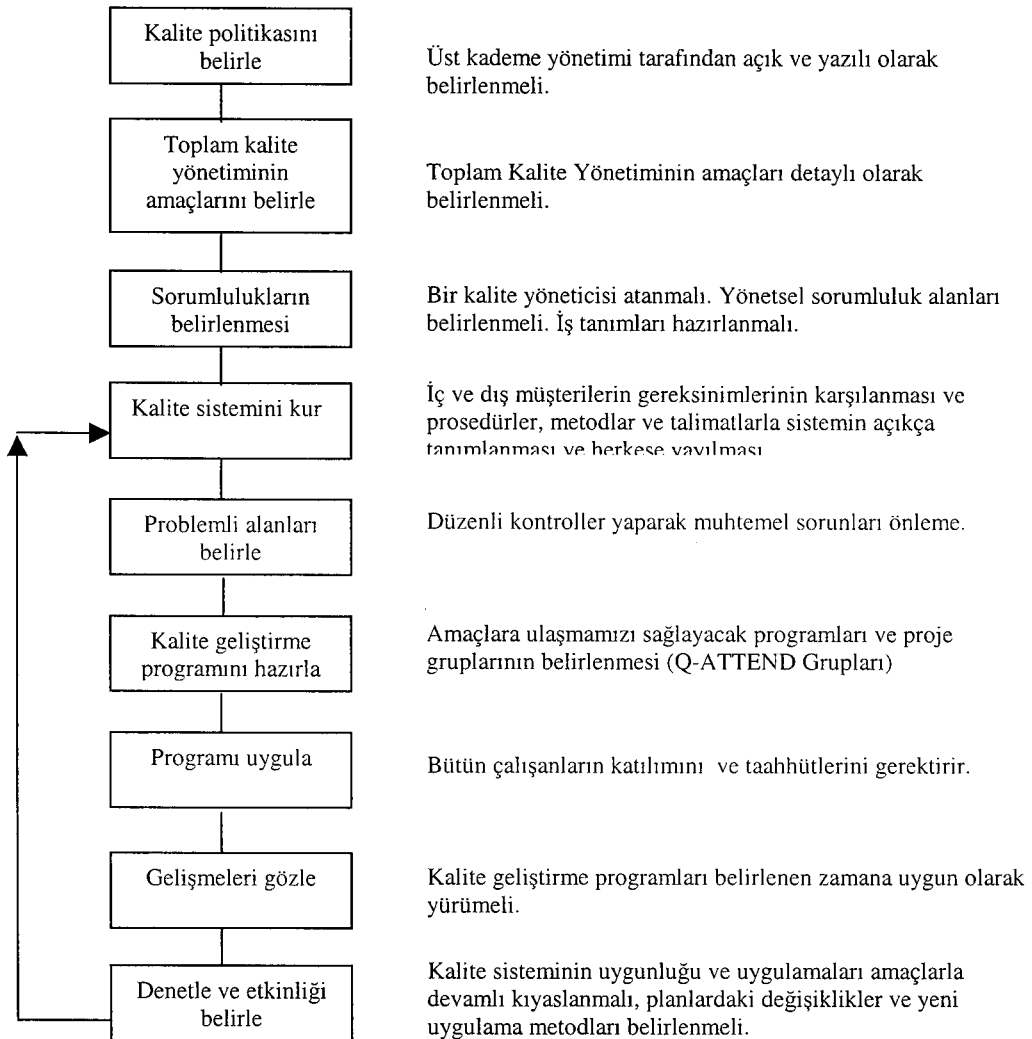 Kalite politikasını
belirle
Üst kademe yönetimi tarafından açık ve yazılı olarak
belirlenmeli.
Toplam kalite
yönetiminin
amaçlarını belirle
Toplam Kalite Yönetiminin amaçları detaylı olarak
belirlenmeli.
Sorumlulukların
belirlenmesi
Bir kalite yöneticisi atanmalı. Yönetsel sorumluluk alanları
belirlenmeli. İş tanımları hazırlanmalı.
Kalite sistemini kur
İç ve dış müşterilerin gereksinimlerinin karşılanması ve
prosedürler, metodlar ve talimatlarla sistemin açıkça
tanımlanması ve herkese yayılması
Problemli alanları
belirle
Düzenli kontroller yaparak muhtemel sorunları önleme.
Kalite geliştirme
programını hazırla
Amaçlara ulaşmamızı sağlayacak programları ve proje
gruplarının belirlenmesi (Q-ATTEND Grupları)
Programı uygula
Bütün çalışanların katılımını ve taahhütlerini gerektirir.
Gelişmeleri gözle
Kalite geliştirme programları belirlenen zamana uygun olarak
yürümeli.
Denetle ve etkinliği
belirle
Kalite sisteminin uygunluğu ve uygulamaları amaçlarla
devamlı kıyaslanmalı, planlardaki değişiklikler ve yeni
uygulama metodları belirlenmeli.